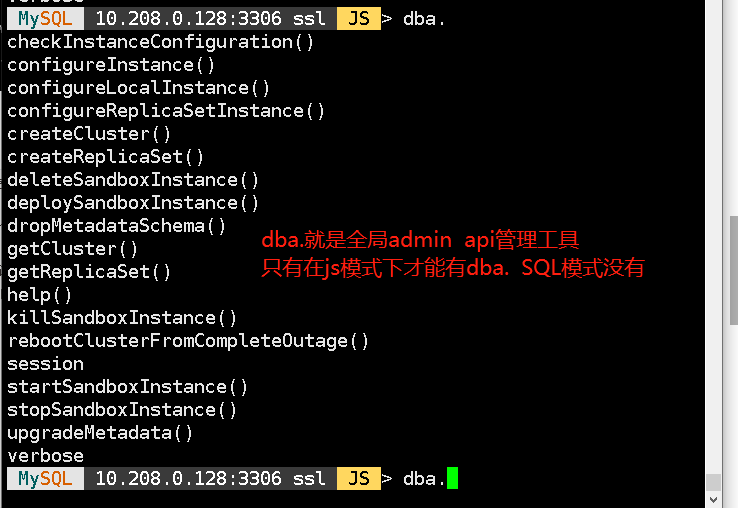 verbose
MySQL 10.208.0.128:3306 ssl JS > dba.
checkInstanceConfiguration()
configureInstance()
configureLocalInstance()
configureReplicaSetInstance()
createCluster()
createReplicaSet()
deleteSandboxInstance()
deploySandboxInstance()
dropMetadataSchema()
dba.就是全局admin api管理工具
getCluster()
只有在js模式下才能有dba. SQL模式没有
getReplicaSet()
help()
killSandboxInstance()
rebootClusterFromCompleteOutage()
session
startSandboxInstance()
stopSandboxInstance()
upgradeMetadata()
verbose
MySQL 10.208.0.128:3306 ssl JS > dba.